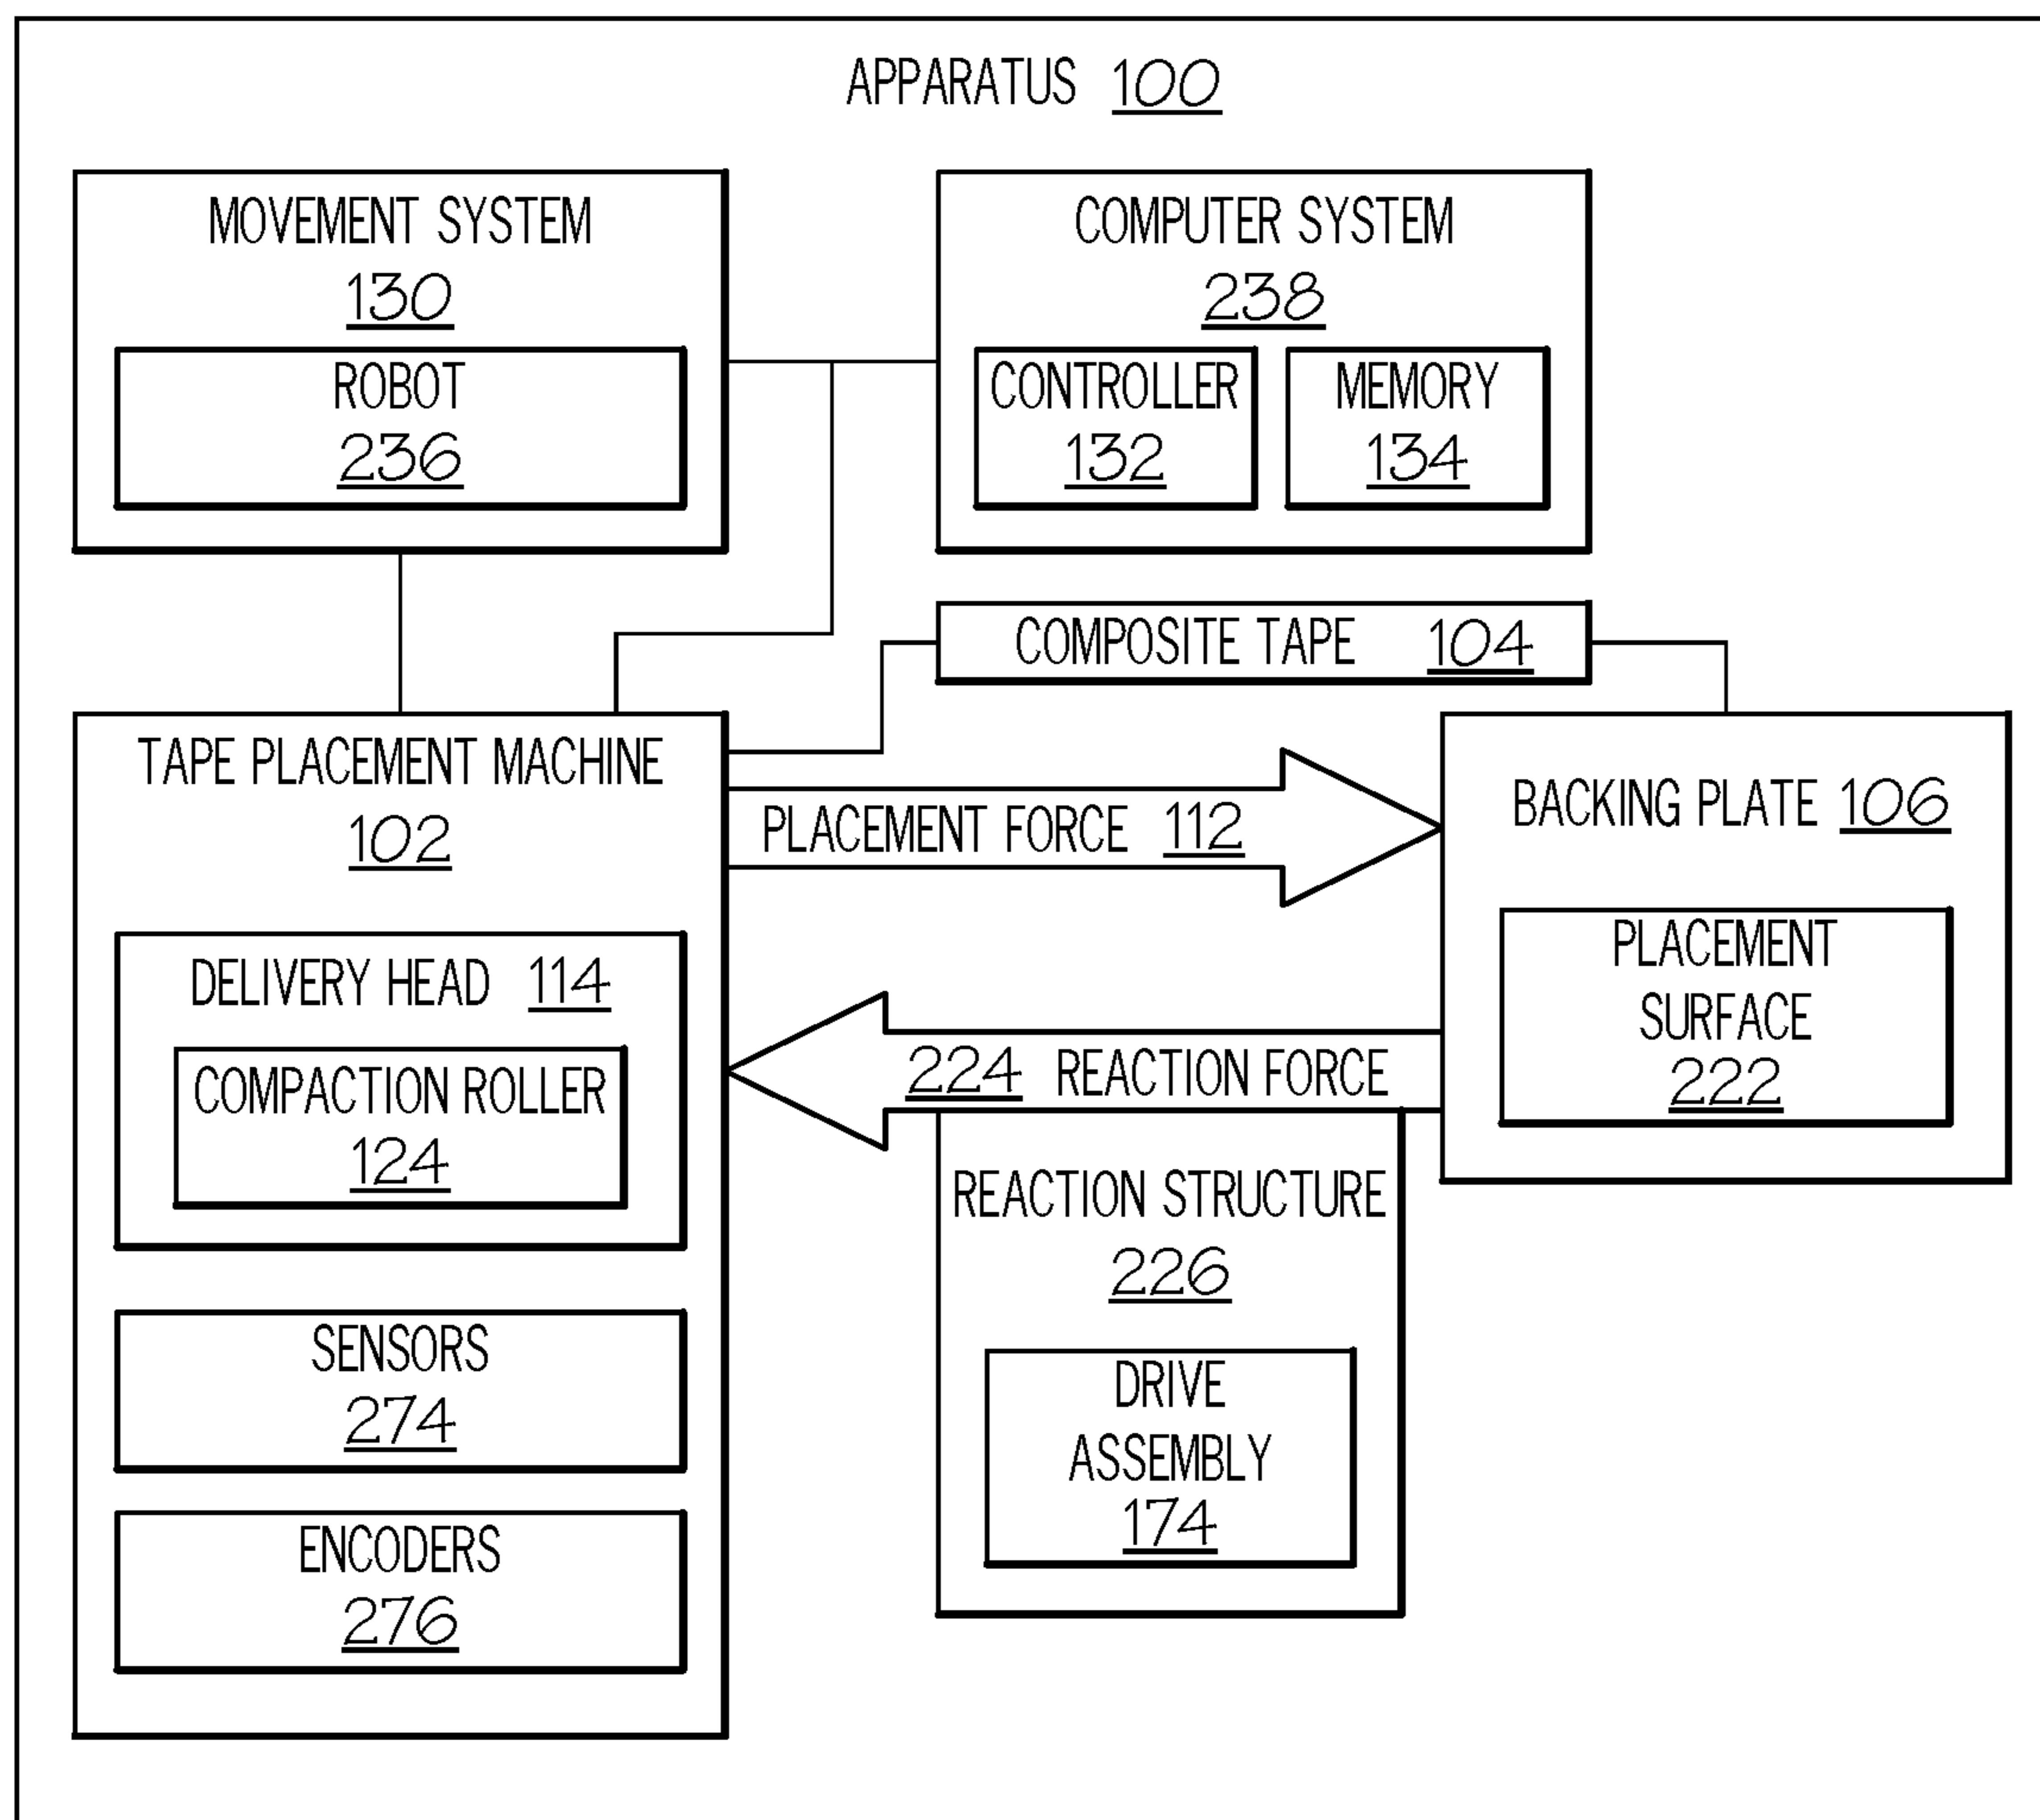 APPARATUS 100
MOVEMENT SYSTEM
130
ROBOT
236
COMPUTER SYSTEM
238
CONTROLLER
132
MEMORY
134
COMPOSITE TAPE 104
TAPE PLACEMENT MACHINE
102
PLACEMENT FORCE 112
BACKING PLATE 106
PLACEMENT
SURFACE
222
DELIVERY HEAD 114
COMPACTION ROLLER
124
224 REACTION FORCE
REACTION STRUCTURE
226
DRIVE
ASSEMBLY
174
SENSORS
274
ENCODERS
276